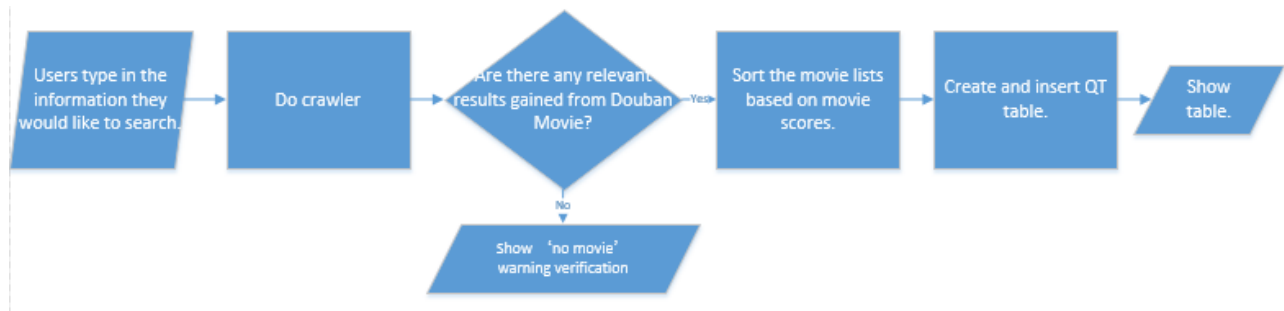 Users type in the
information they
would like to search.
Do crawler
Are there any relevant
results gained from Douban
Movie?
Yes
Sort the movie lists
based on movie
scores.
Create and insert QT
table.
Show
table.
No
Show ‘no movie’
warning verification